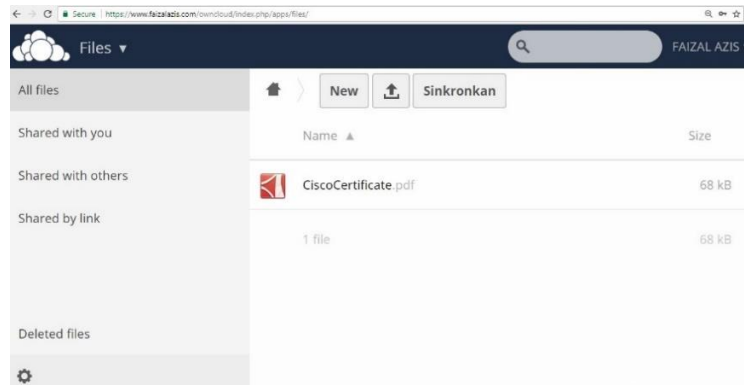 Secure | https://www.faizalazis.com/owncloud/index.php/apps/files/
Files ▾ FAIZAL AZIS
All files
New Sinkronkan
Shared with you
Name ▲ Size
Shared with others
CiscoCertificate.pdf 68 kB
Shared by link
1 file 68 kB
Deleted files